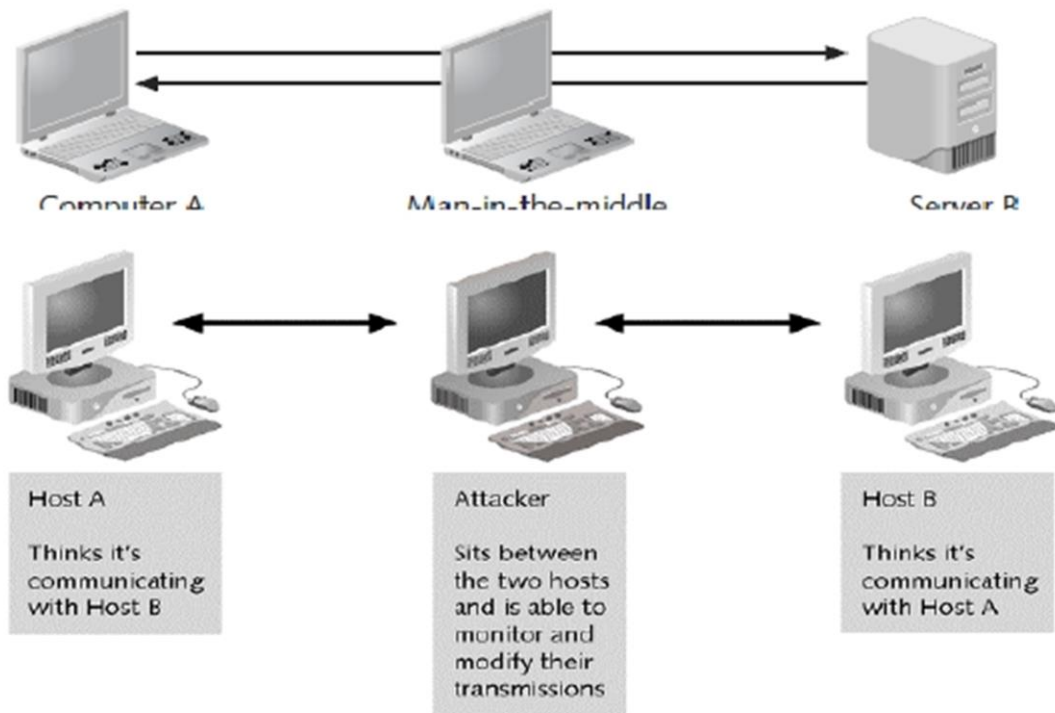 Computer A
Man-in-the-middle
Server B
Host A
Thinks it's
communicating
with Host B
Attacker
Sits between
the two hosts
and is able to
monitor and
modify their
transmissions
Host B
Thinks it's
communicating
with Host A